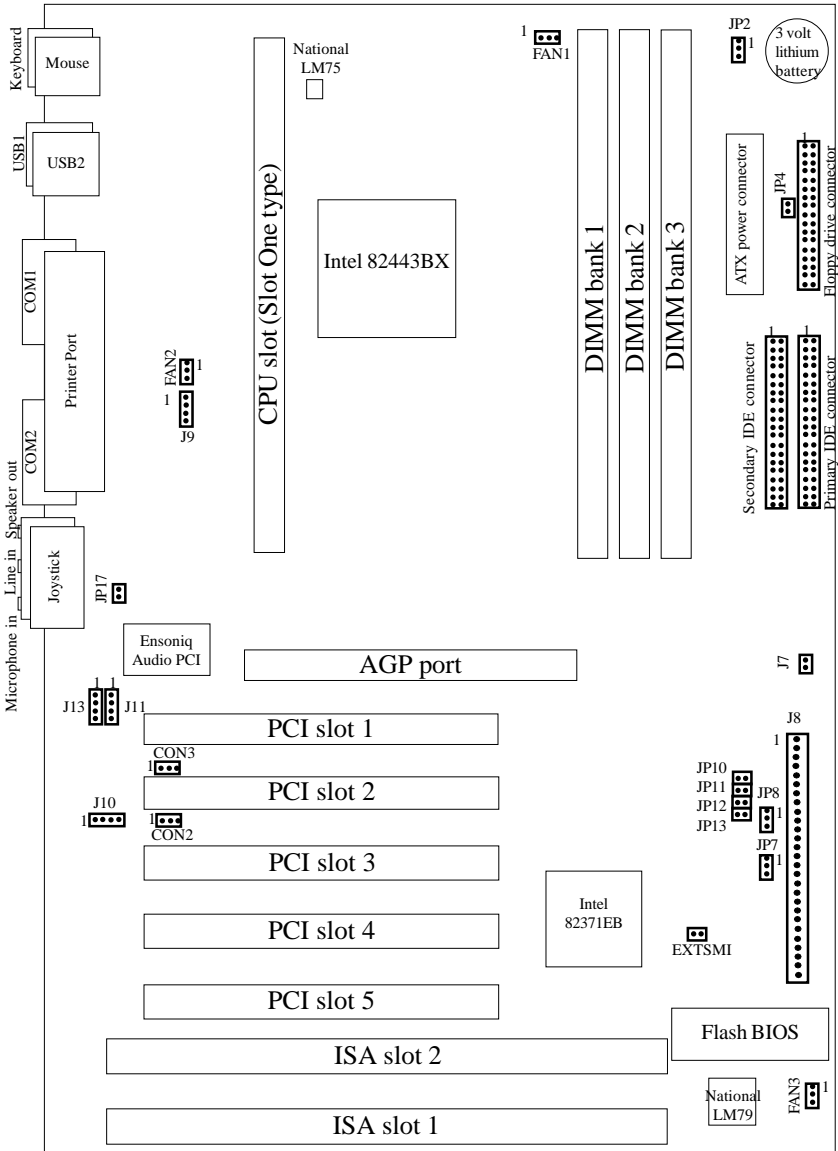 Keyboard
Mouse
National
LM75
1
FAN1
JP2
1
3 volt
lithium
battery
USB1
USB2
CPU slot (Slot One type)
Intel 82443BX
DIMM bank 1
DIMM bank 2
DIMM bank 3
ATX power connector
JP4
1
Floppy drive connector
COM1
Printer Port
COM2
FAN2
1
1
J9
Secondary IDE connector
1
1
Primary IDE connector
Speaker out
Line in
Microphone in
Joystick
JP17
Ensoniq
Audio PCI
AGP port
J7
J13
1
1
J11
PCI slot 1
J8
1
CON3
1
PCI slot 2
JP10
JP11
JP12
JP13
JP8
1
J10
1
1
CON2
PCI slot 3
JP7
1
Intel
82371EB
PCI slot 4
EXTSMI
PCI slot 5
Flash BIOS
ISA slot 2
National
LM79
FAN3
1
ISA slot 1